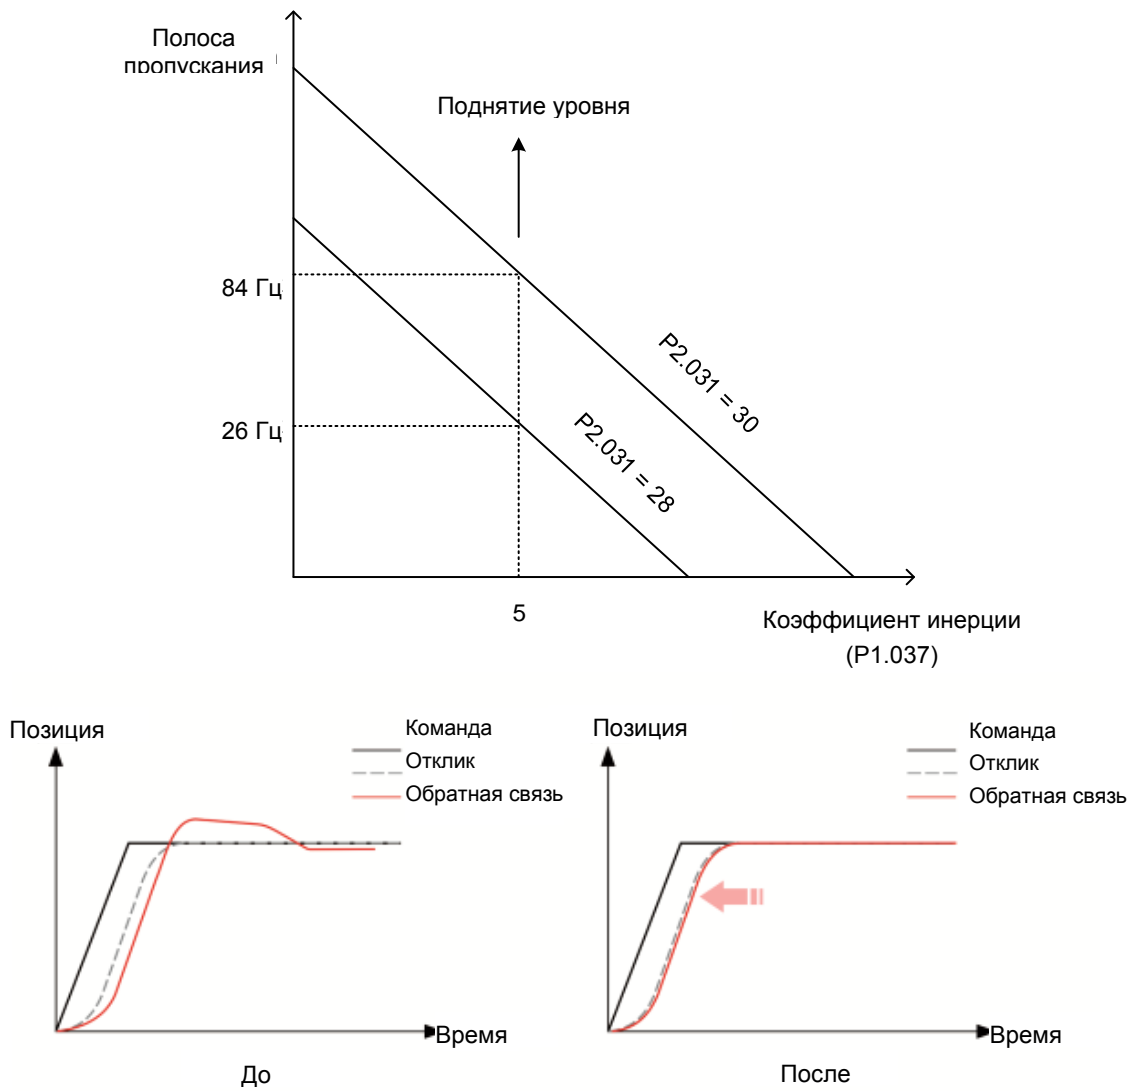 Полоса
пропускания
Поднятие уровня
84 Гц
P2.031 = 30
26 Гц
P2.031 = 28
5
Коэффициент инерции
(P1.037)
Позиция
Команда
Отклик
Обратная связь
Время
До
Позиция
Команда
Отклик
Обратная связь
Время
После